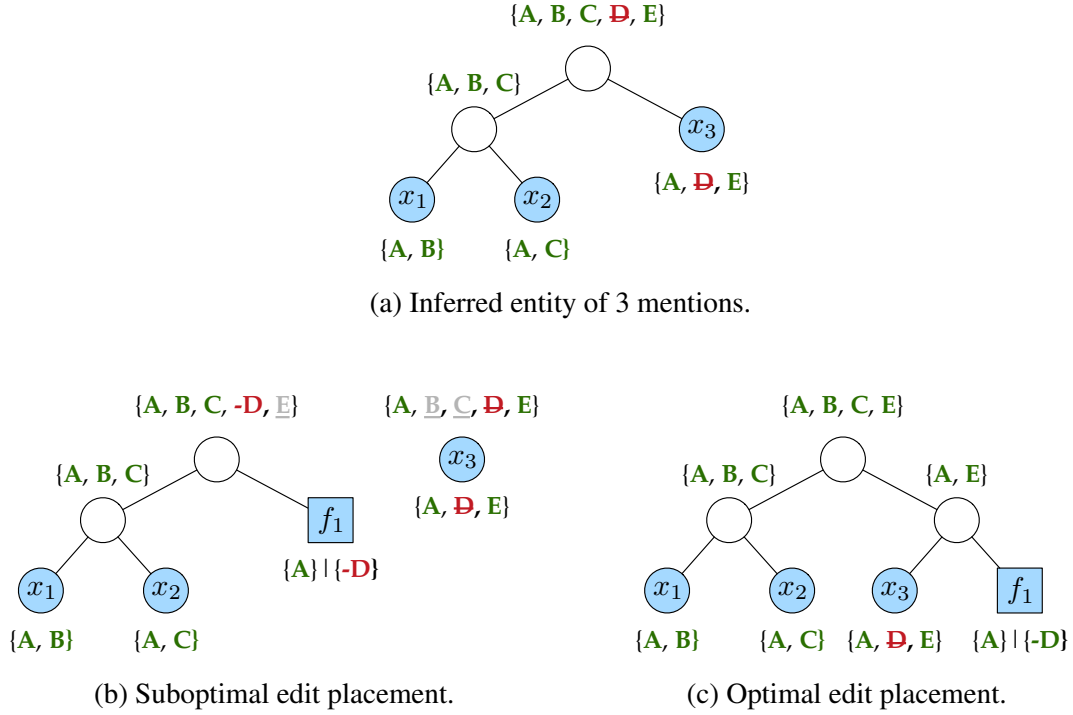 {A, B, C, D, E}
{A, B, C}
x3
x1 x2
{A, D, E}
{A, B} {A, C}
(a) Inferred entity of 3 mentions.
{A, B, C, -D, E} {A, B, C, D, E}
{A, B, C}
x3
{A, D, E}
f1
{A} | {-D}
x1 x2
{A, B} {A, C}
(b) Suboptimal edit placement.
{A, B, C, E}
{A, B, C} {A, E}
x1 x2 x3 f1
{A, B} {A, C} {A, D, E} {A} | {-D}
(c) Optimal edit placement.